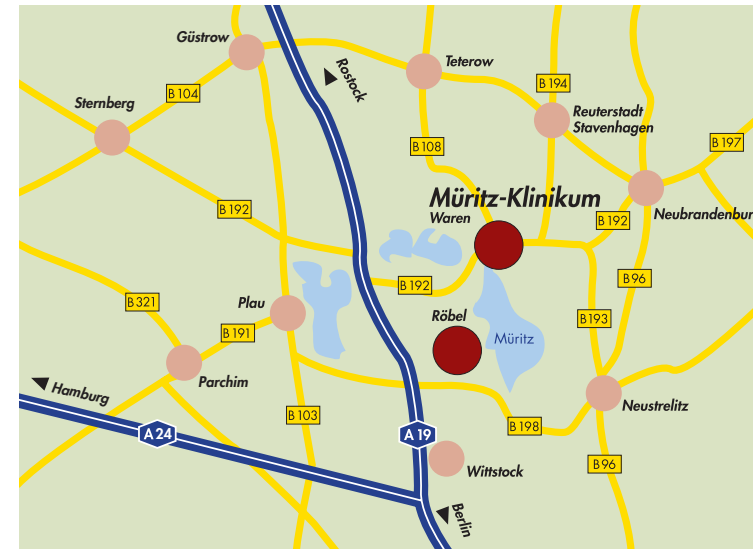 Güstrow
Teterow
Rostock
B 104
B 194
Sternberg
Reuterstadt
Stavenhagen
B 108
B 197
B 192
Müritz-Klinikum
Waren
B 192
Neubrandenbur
B 192
B 96
B 321
Plau
B 191
Röbel
B 193
Müritz
Parchim
Hamburg
Neustrelitz
B 103
A 24
A 19
B 198
Wittstock
B 96
Berlin